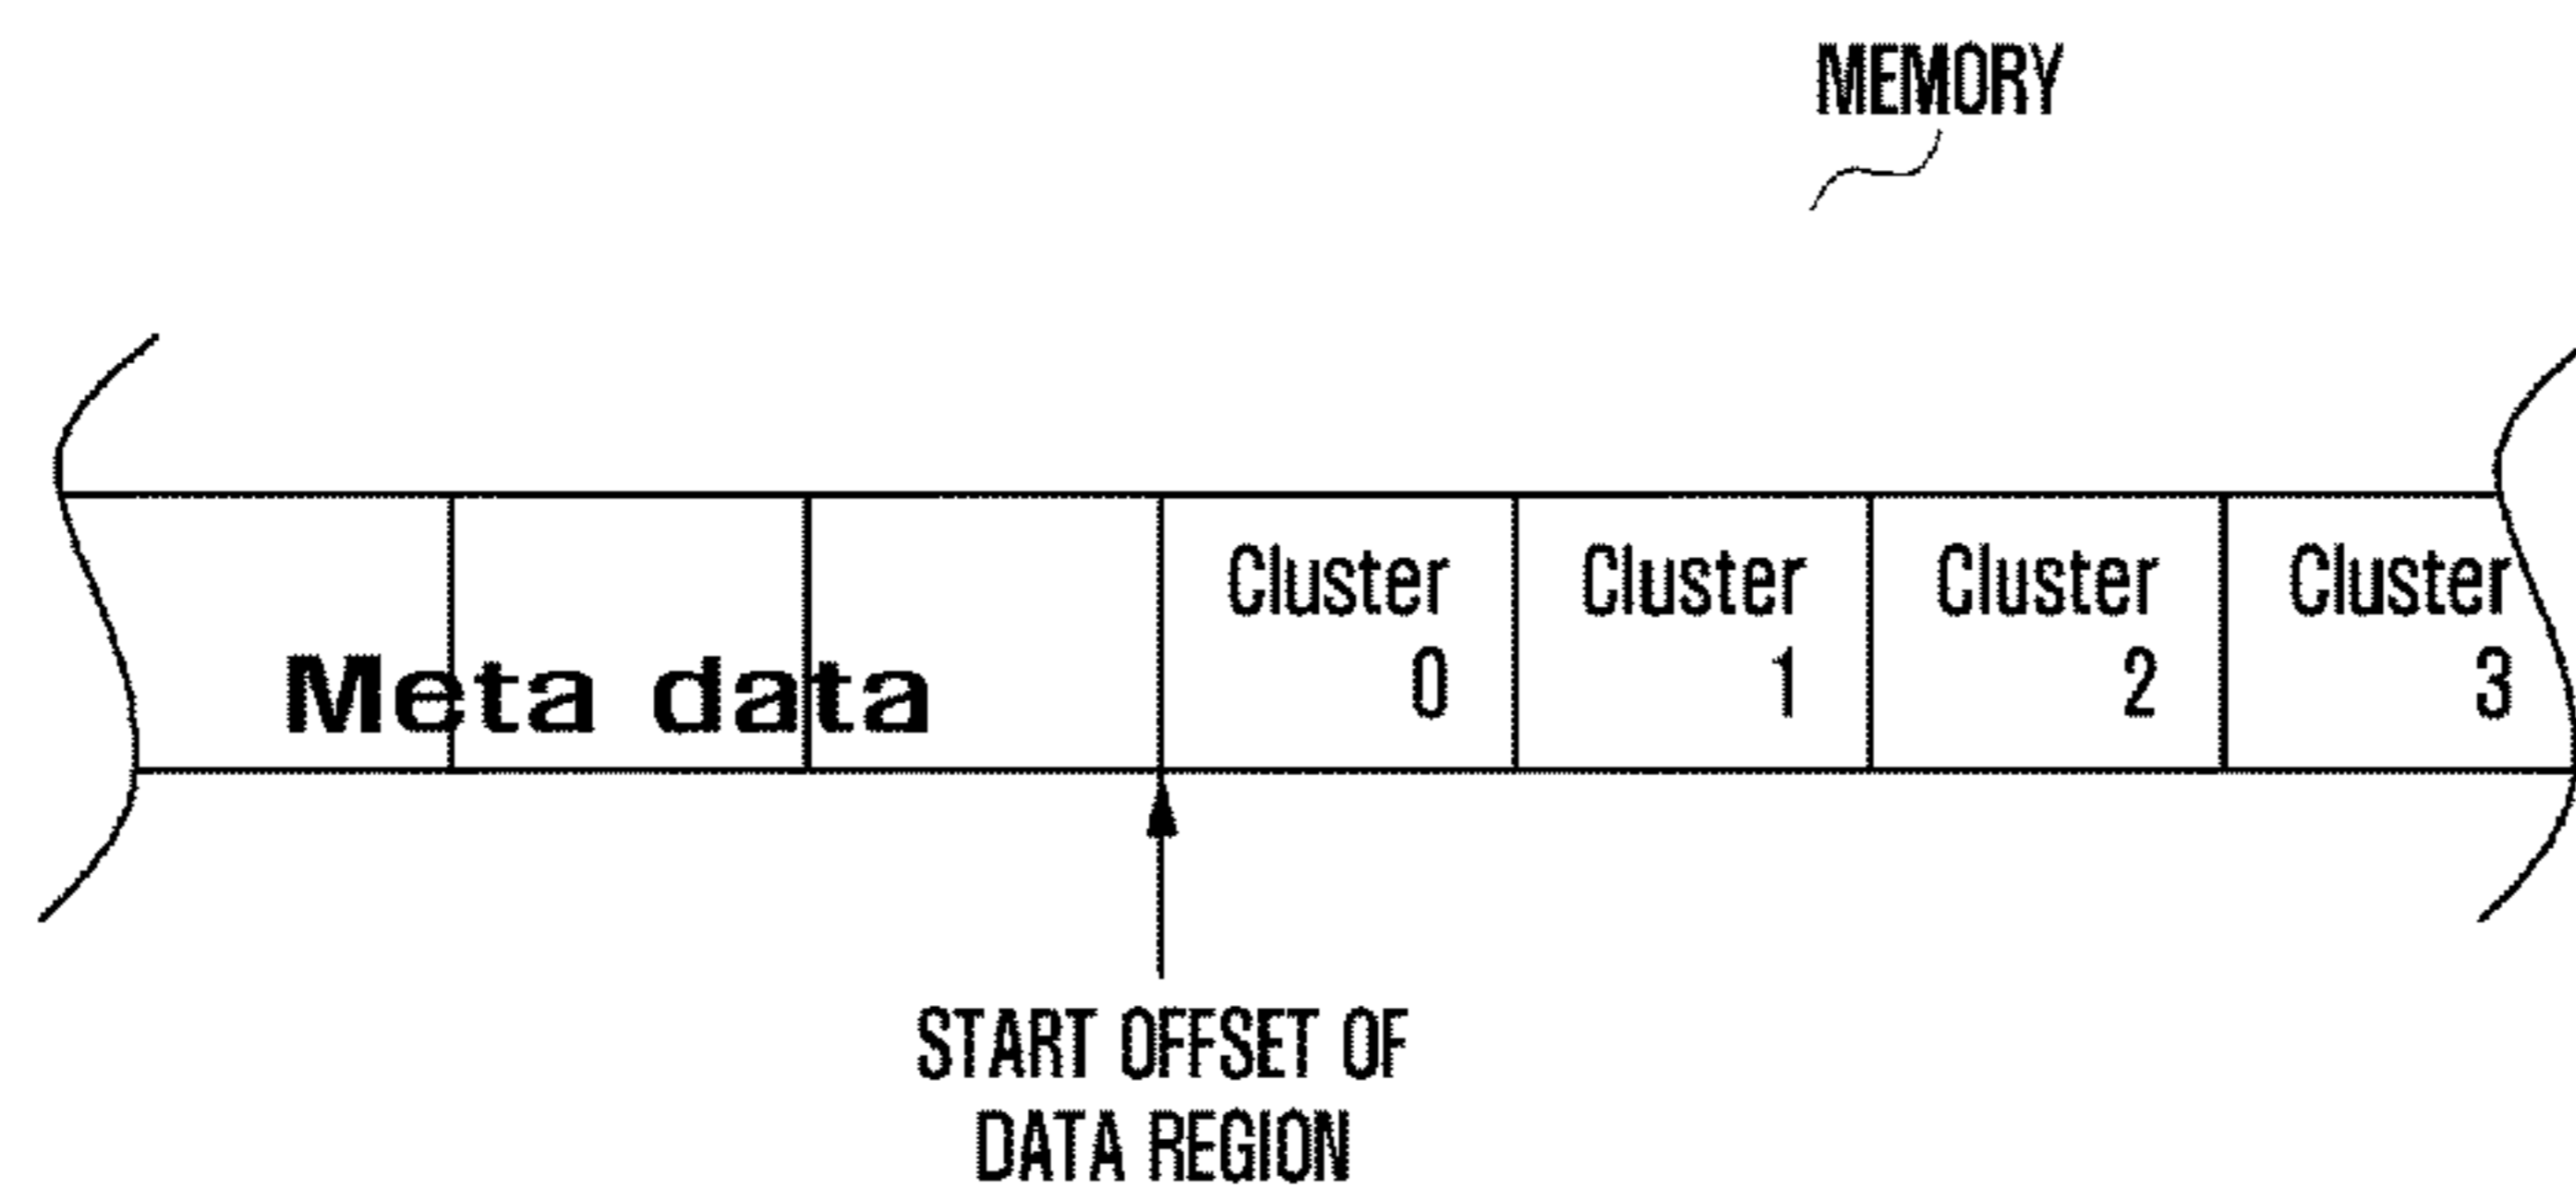 MEMORY
Meta data
Cluster
0
Cluster
1
Cluster
2
Cluster
3
START OFFSET OF
DATA REGION